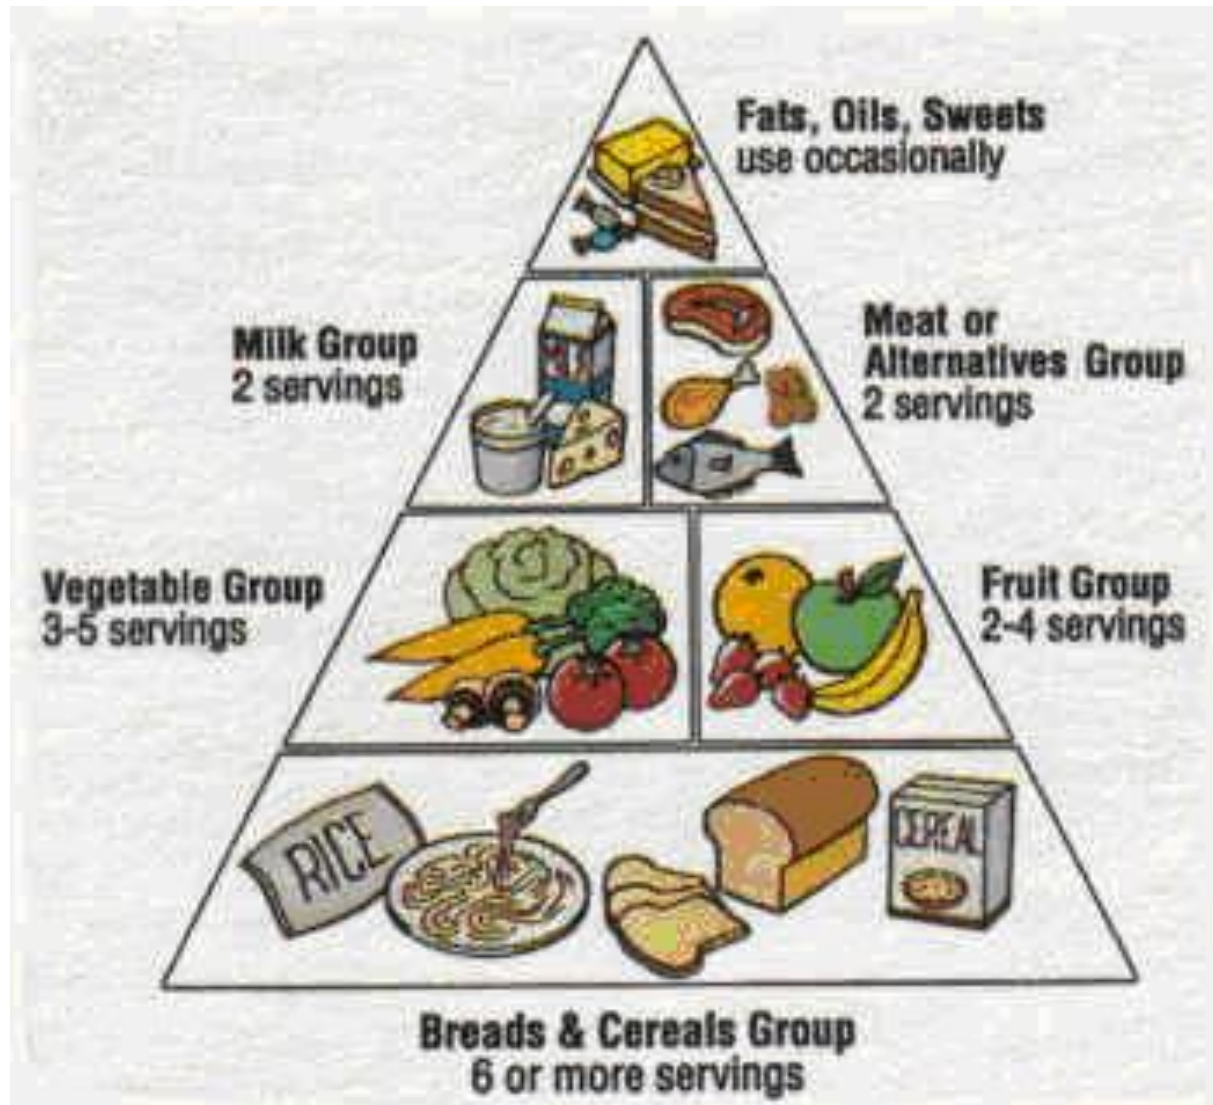 Fats, Oils, Sweets
use occasionally
Milk Group
2 servings
Meat or
Alternatives Group
2 servings
Vegetable Group
3-5 servings
Fruit Group
2-4 servings
RICE
CEREAL
Breads & Cereals Group
6 or more servings